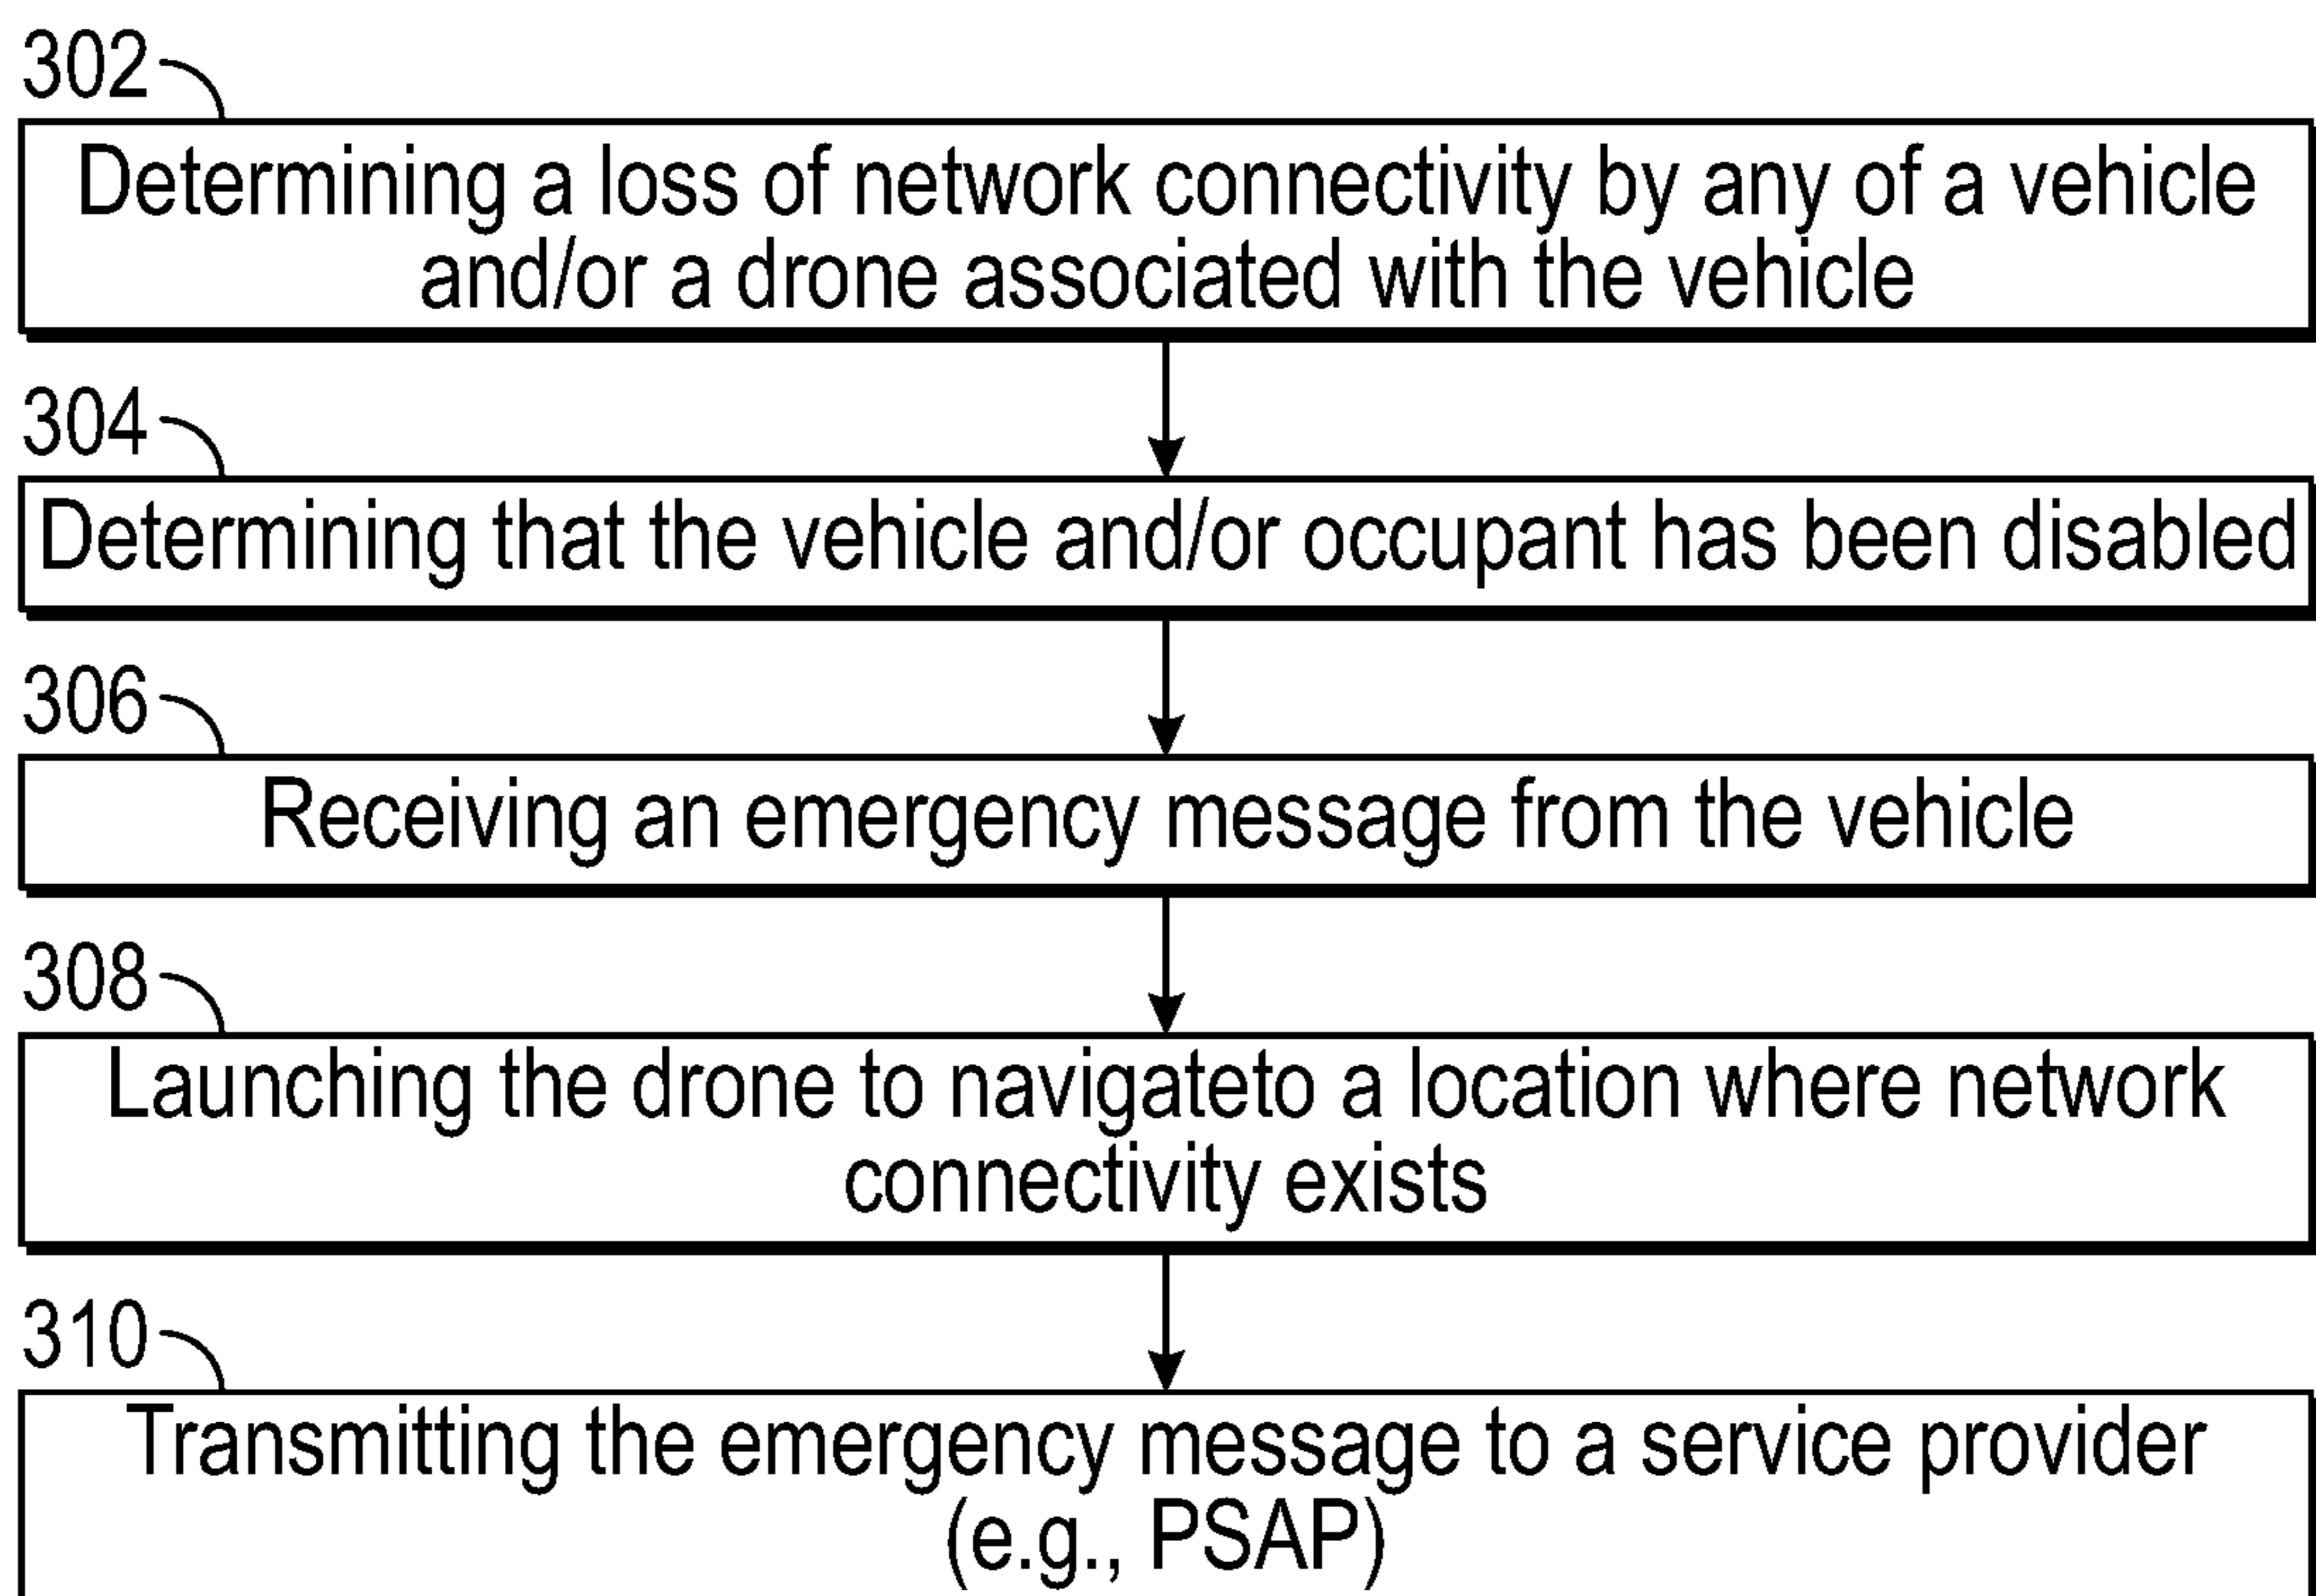 302
Determining a loss of network connectivity by any of a vehicle
and/or a drone associated with the vehicle
304
Determining that the vehicle and/or occupant has been disabled
306
Receiving an emergency message from the vehicle
308
Launching the drone to navigateto a location where network
connectivity exists
310
Transmitting the emergency message to a service provider
(e.g., PSAP)